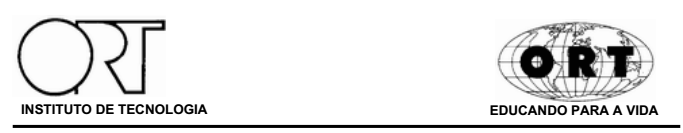 ORT
INSTITUTO DE TECNOLOGIA
ORT
EDUCANDO PARA A VIDA